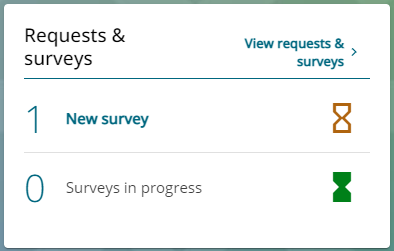 Requests &
surveys
View requests &
surveys
1 New survey
0 Surveys in progress